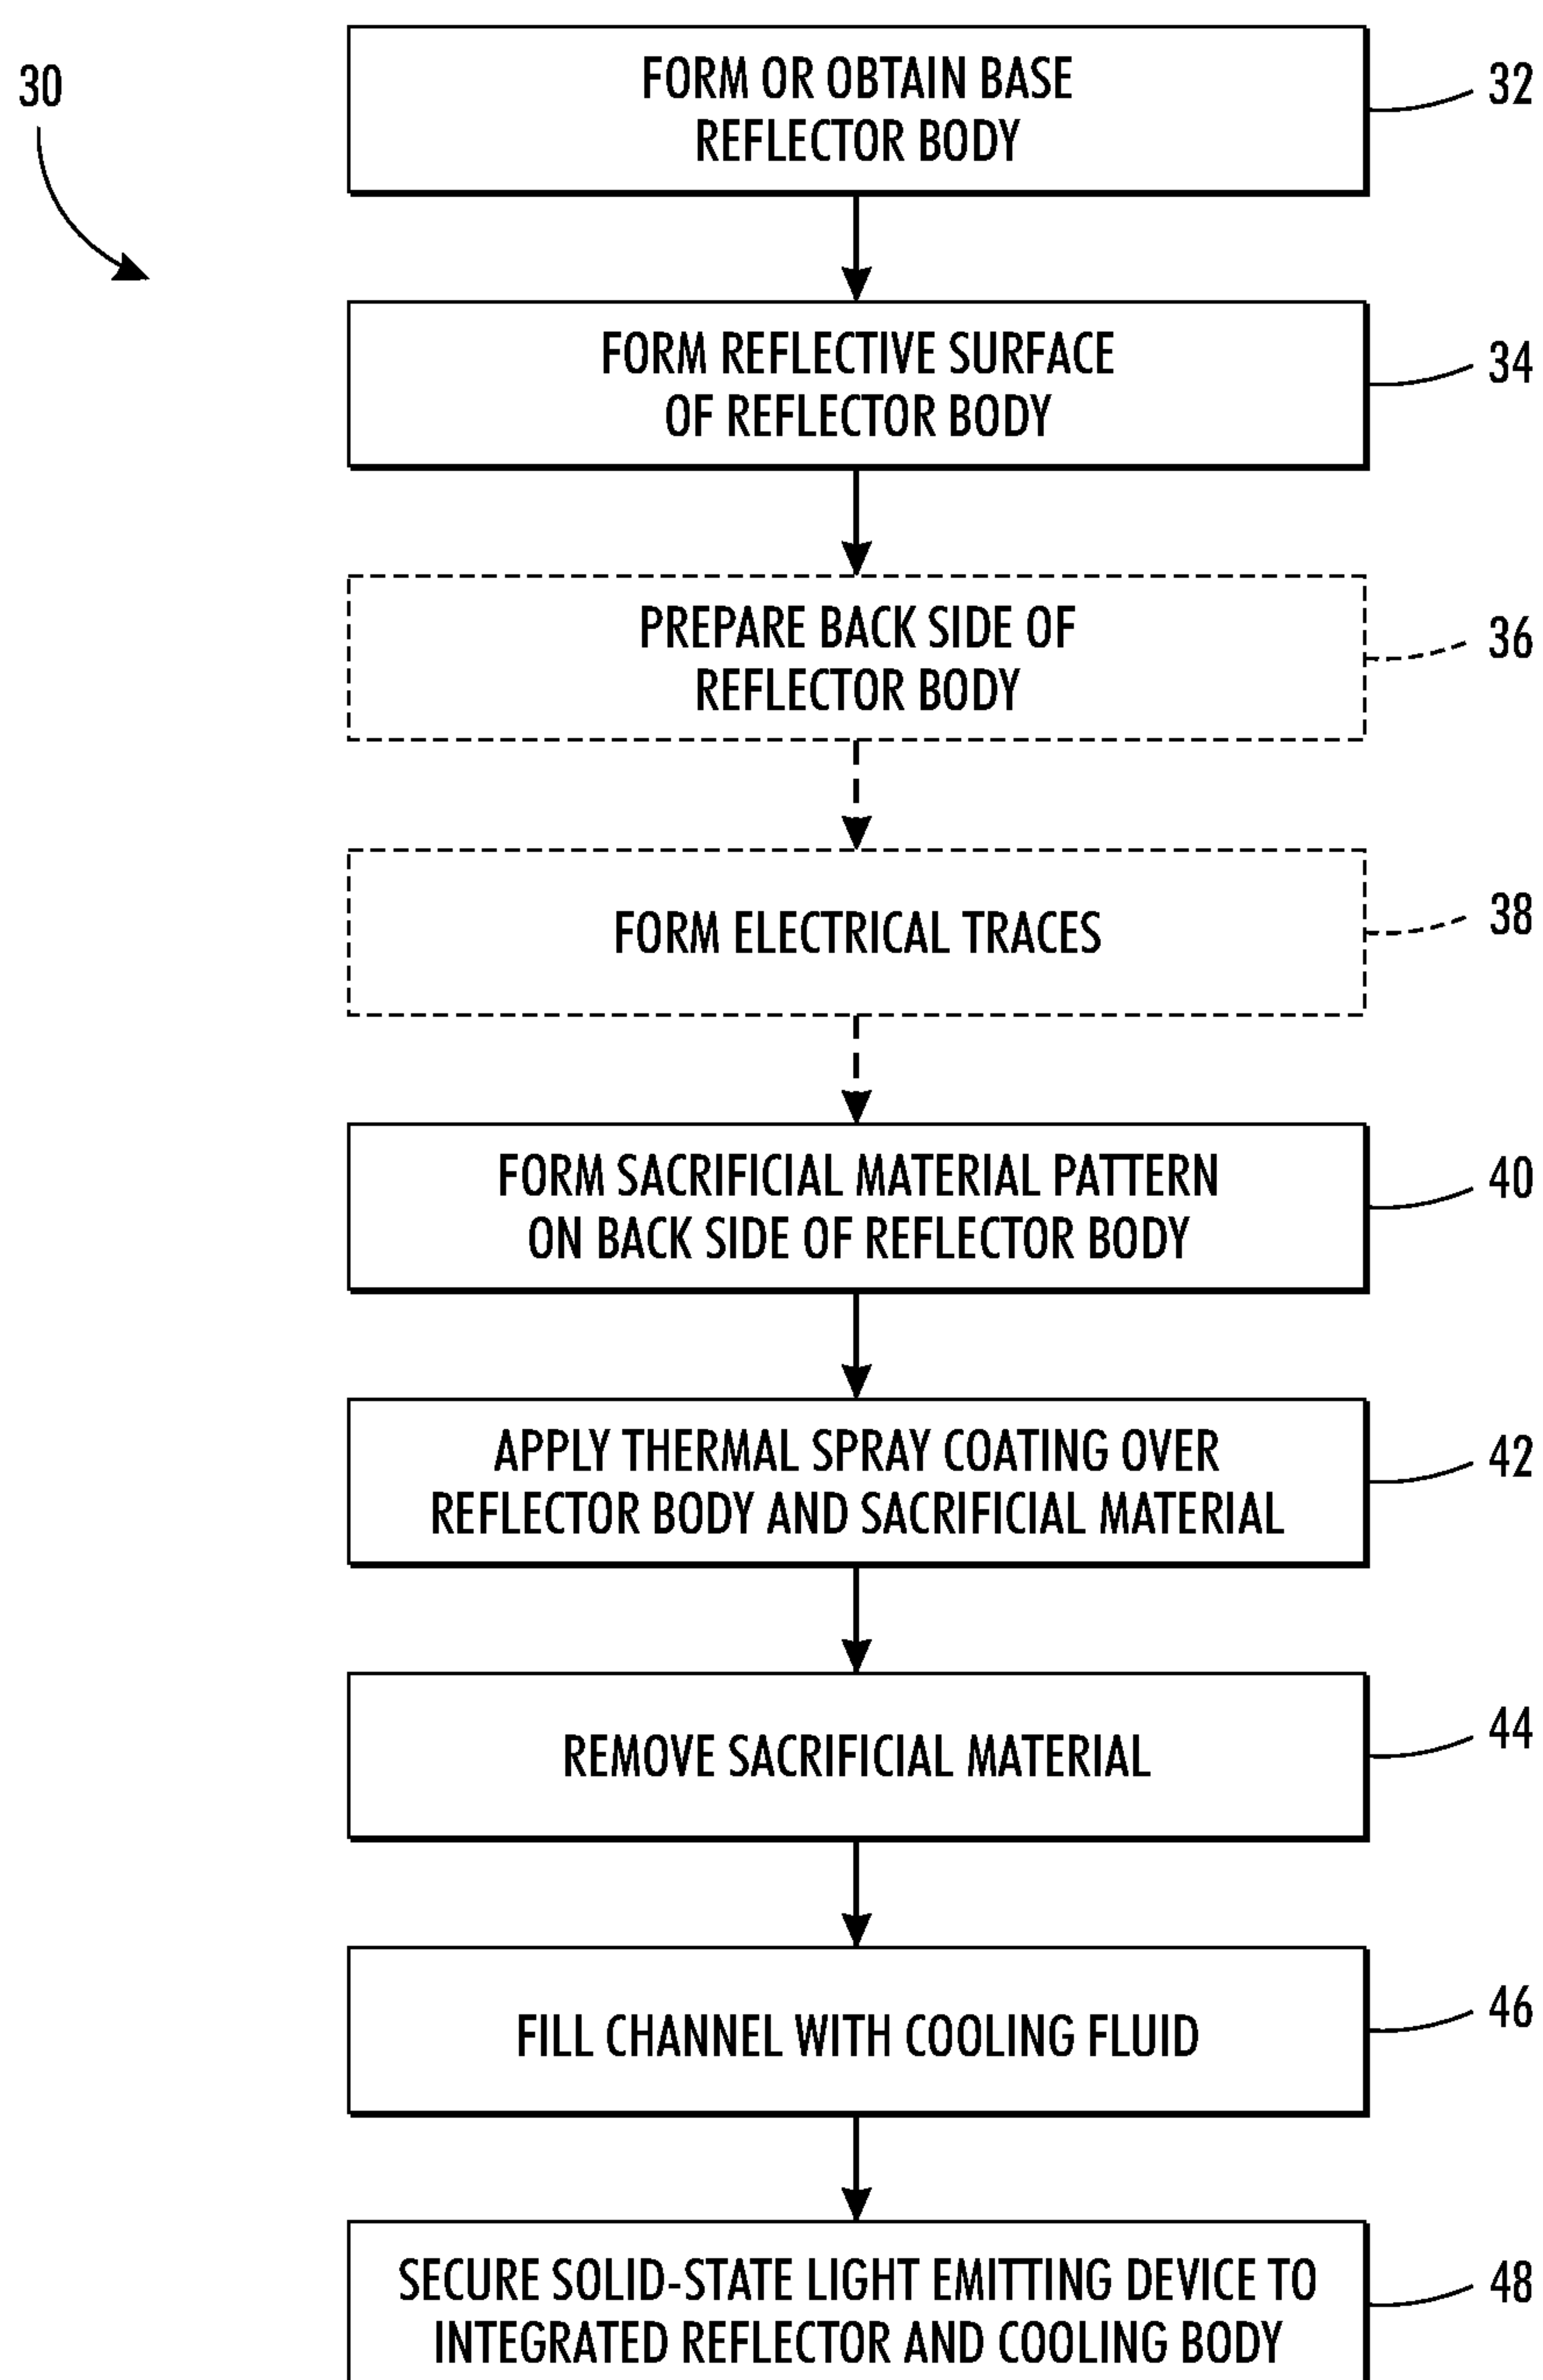 30
FORM OR OBTAIN BASE
REFLECTOR BODY
32
FORM REFLECTIVE SURFACE
OF REFLECTOR BODY
34
PREPARE BACK SIDE OF
REFLECTOR BODY
36
FORM ELECTRICAL TRACES
38
FORM SACRIFICIAL MATERIAL PATTERN
ON BACK SIDE OF REFLECTOR BODY
40
APPLY THERMAL SPRAY COATING OVER
REFLECTOR BODY AND SACRIFICIAL MATERIAL
42
REMOVE SACRIFICIAL MATERIAL
44
FILL CHANNEL WITH COOLING FLUID
46
SECURE SOLID-STATE LIGHT EMITTING DEVICE TO
INTEGRATED REFLECTOR AND COOLING BODY
48